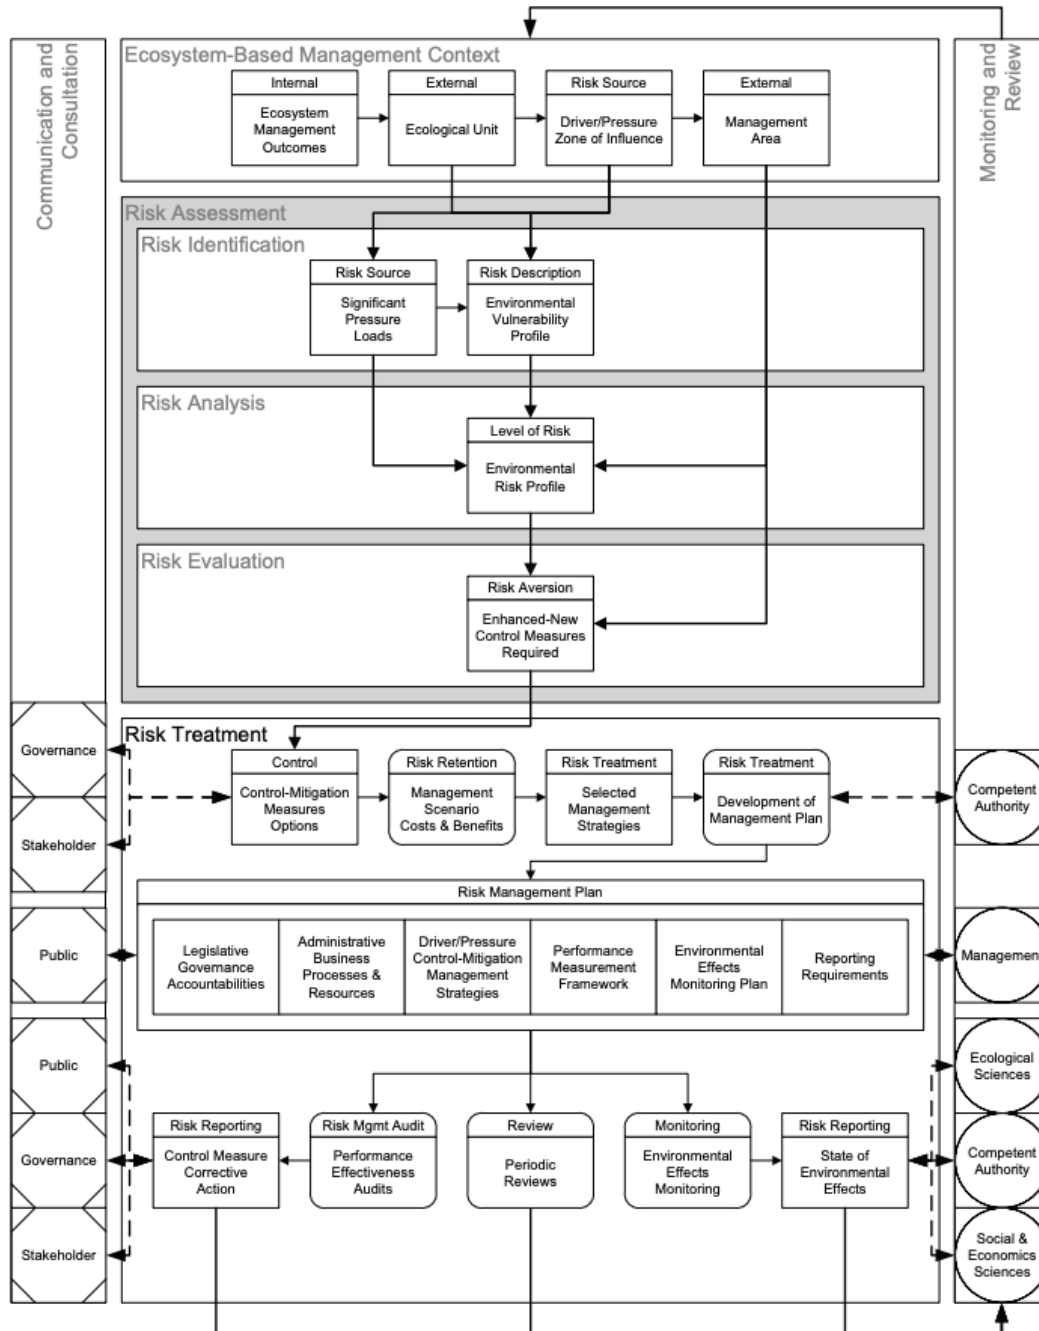 Communication and
Consultation
Monitoring and
Review
Ecosystem-Based Management Context
Internal
Ecosystem
Management
Outcomes
External
Ecological Unit
Risk Source
Driver/Pressure
Zone of Influence
External
Management
Area
Risk Assessment
Risk Identification
Risk Source
Significant
Pressure
Loads
Risk Description
Environmental
Vulnerability
Profile
Risk Analysis
Level of Risk
Environmental
Risk Profile
Risk Evaluation
Risk Aversion
Enhanced-New
Control Measures
Required
Risk Treatment
Governance
Stakeholder
Control
Control-Mitigation
Measures
Options
Risk Retention
Management
Scenario
Costs & Benefits
Risk Treatment
Selected
Management
Strategies
Risk Treatment
Development of
Management Plan
Competent
Authority
Risk Management Plan
Public
Legislative
Governance
Accountabilities
Administrative
Business
Processes &
Resources
Driver/Pressure
Control-Mitigation
Management
Strategies
Performance
Measurement
Framework
Environmental
Effects
Monitoring Plan
Reporting
Requirements
Management
Public
Governance
Stakeholder
Risk Reporting
Control Measure
Corrective
Action
Risk Mgmt Audit
Performance
Effectiveness
Audits
Review
Periodic
Reviews
Monitoring
Environmental
Effects
Monitoring
Risk Reporting
State of
Environmental
Effects
Ecological
Sciences
Competent
Authority
Social &
Economics
Sciences